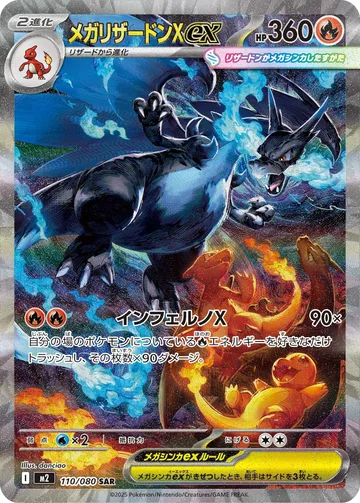 2進化
メガリザードンXex
HP360
リザードから進化
リザードンがメガシンカしたすがた
インフェルノX 90×
自分の場のポケモンについているエネルギーを好きなだけ
トラッシュし、その枚数×90ダメージ。
弱点 ×2 抵抗力 にげる
メガシンカexルール
メガシンカexがきぜつしたとき、相手はサイドを3枚とる。
Illus. danciao
I m2 110/080 SAR
©2025 Pokémon/Nintendo/Creatures/GAME FREAK.